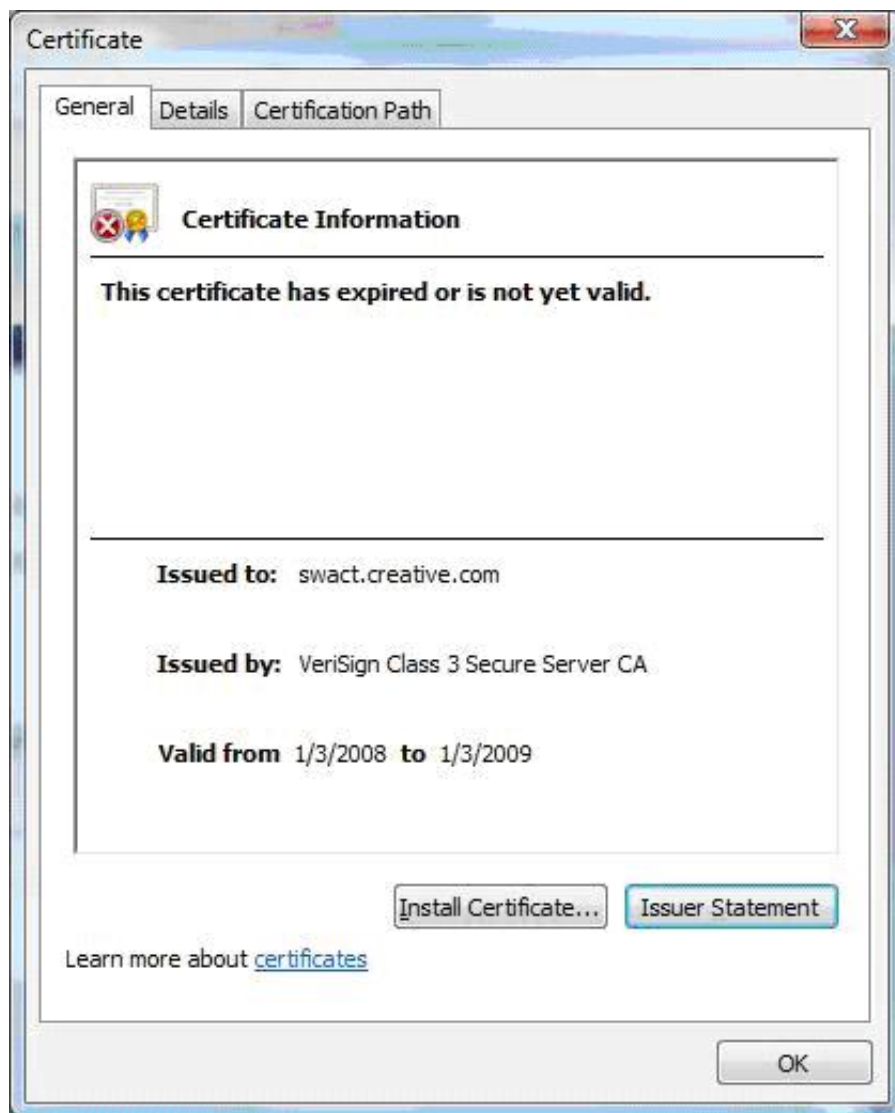 Certificate
General Details Certification Path
Certificate Information
This certificate has expired or is not yet valid.
Issued to: swact.creative.com
Issued by: VeriSign Class 3 Secure Server CA
Valid from 1/3/2008 to 1/3/2009
Install Certificate... Issuer Statement
Learn more about certificates
OK